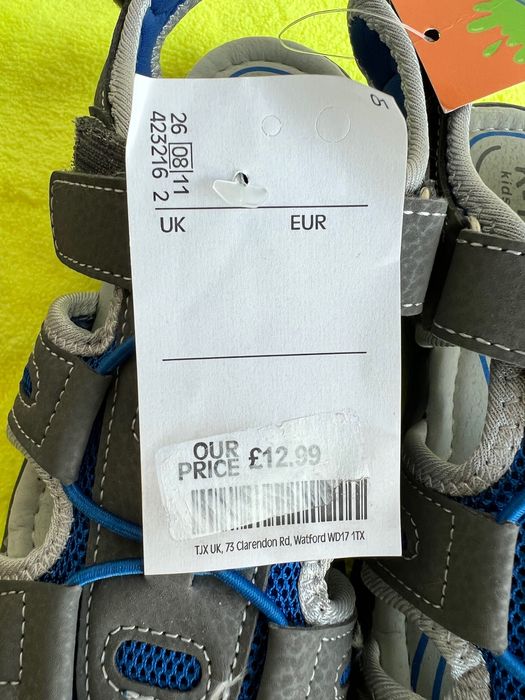 26 08 11
423216 2
UK EUR
OUR
PRICE £12.99
TJX UK, 73 Clarendon Rd, Watford WD17 1TX
kids